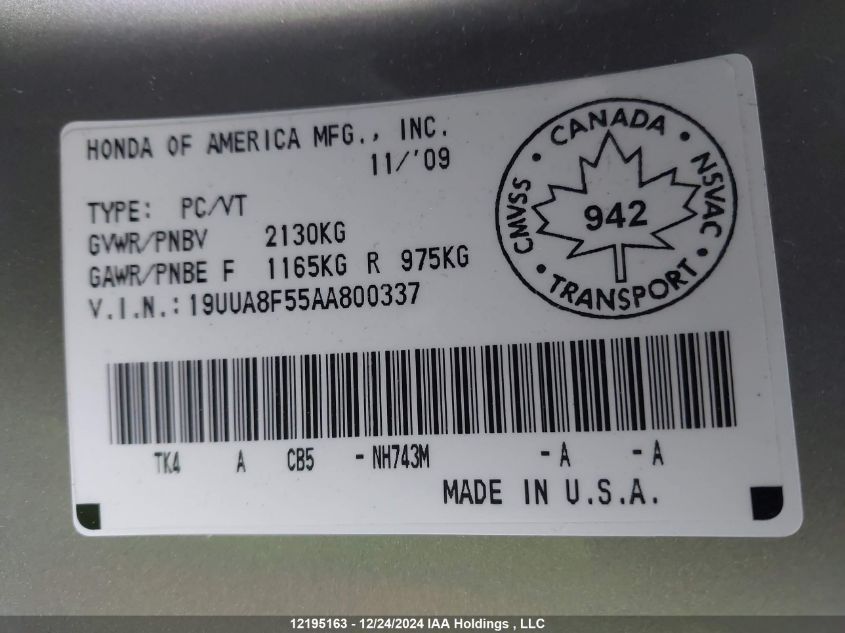 HONDA OF AMERICA MFG., INC.
11/'09
TYPE: PC/VT
GVWR/PNBV 2130KG
GAWR/PNBE F 1165KG R 975KG
V.I.N.: 19UUA8F55AA800337
CMVSS • CANADA • NSVAC • TRANSPORT •
942
TK4 A CB5 - NH743M - A - A
MADE IN U.S.A.
12195163 - 12/24/2024 IAA Holdings , LLC